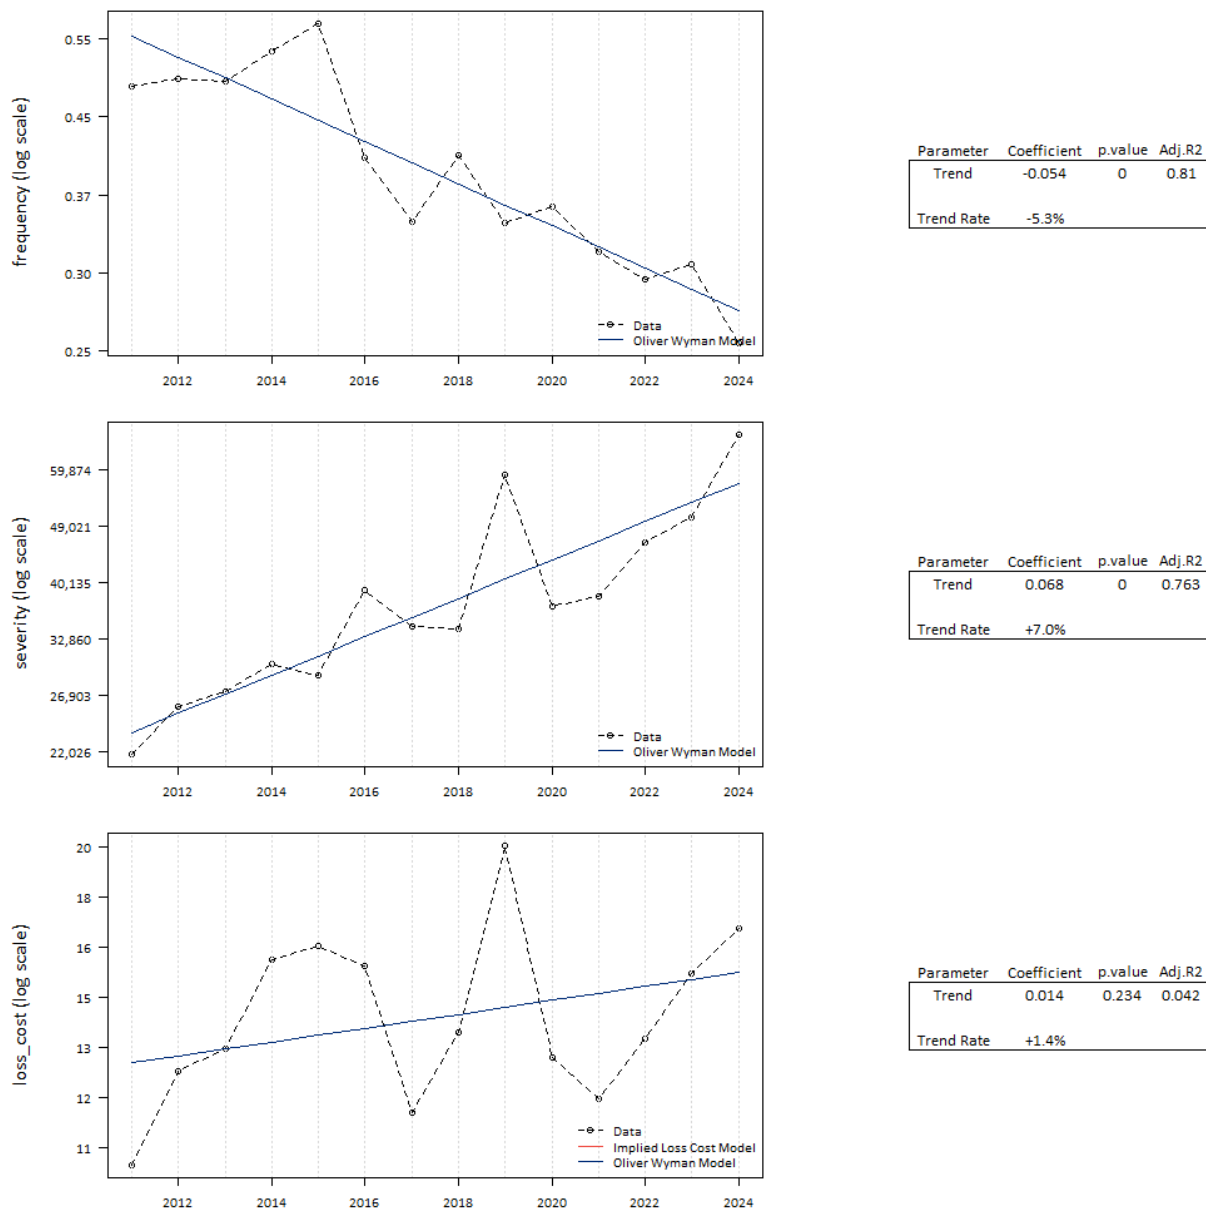 frequency (log scale)
0.55
0.45
0.37
0.30
0.25
Data
Oliver Wyman Model
2012 2014 2016 2018 2020 2022 2024
Parameter Coefficient p.value Adj.R2
Trend -0.054 0 0.81
Trend Rate -5.3%
severity (log scale)
59,874
49,021
40,135
32,860
26,903
22,026
Data
Oliver Wyman Model
2012 2014 2016 2018 2020 2022 2024
Parameter Coefficient p.value Adj.R2
Trend 0.068 0 0.763
Trend Rate +7.0%
loss_cost (log scale)
20
18
16
15
13
12
11
Data
Implied Loss Cost Model
Oliver Wyman Model
2012 2014 2016 2018 2020 2022 2024
Parameter Coefficient p.value Adj.R2
Trend 0.014 0.234 0.042
Trend Rate +1.4%